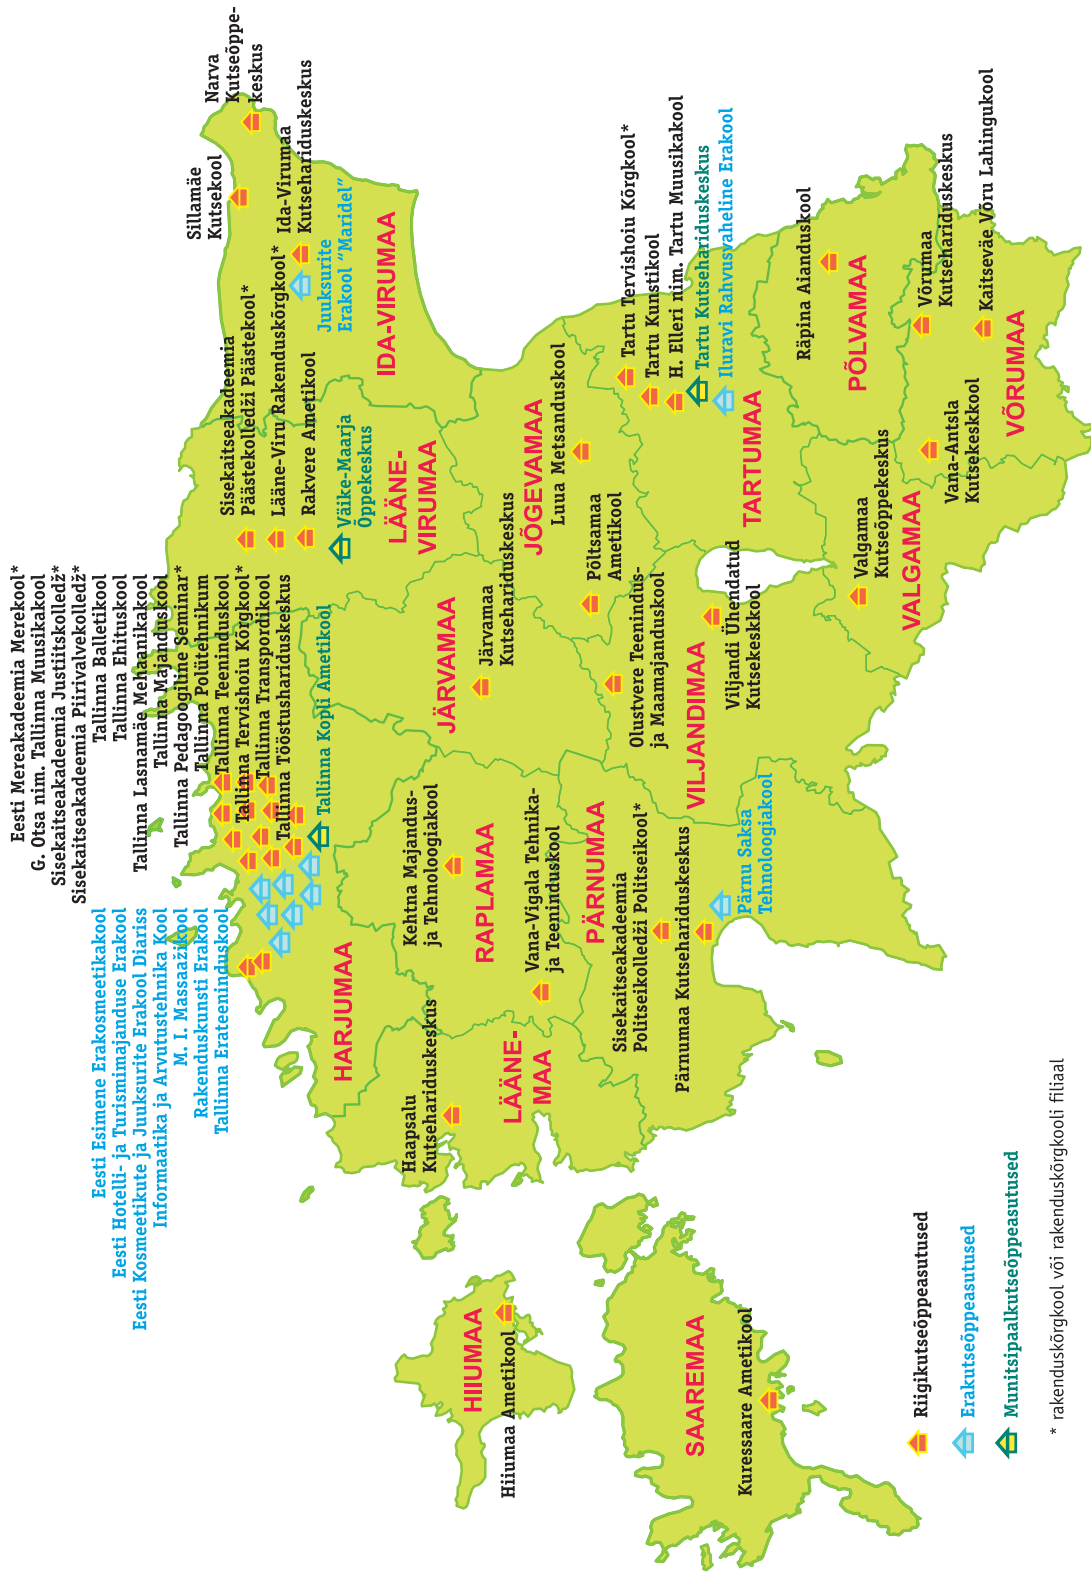 Eesti Mereakadeemia Merekool*
G. Otsa nim. Tallinna Muusikakool
Sisekaitseakadeemia Justiitskolledž*
Sisekaitseakadeemia Piirivalvekolledž*
Tallinna Balletikool
Tallinna Ehituskool
Tallinna Lasnamäe Mehaanikakool
Tallinna Majanduskool
Tallinna Pedagoogiline Seminar*
Tallinna Polütehnikum
Tallinna Teeninduskool
Tallinna Tervishoiu Kõrgkool*
Tallinna Transpordikool
Tallinna Tööstushariduskeskus
Tallinna Kopli Ametikool
Eesti Esimene Erakosmeetikakool
Eesti Hotelli- ja Turismimajanduse Erakool
Eesti Kosmeetikute ja Juuksurite Erakool Diariss
Informaatika ja Arvutustehnika Kool
M. I. Massaažikool
Rakenduskunsti Erakool
Tallinna Erateeninduskool
HARJUMAA
Narva
Kutseõppe-
keskus
Sillamäe
Kutsekool
Ida-Virumaa
Kutsehariduskeskus
Juuksurite
Erakool "Maridel"
IDA-VIRUMAA
Sisekaitseakadeemia
Päästekolledži Päästekool*
Lääne-Viru Rakenduskõrgkool*
Rakvere Ametikool
Väike-Maarja
Õppekeskus
LÄÄNE-
VIRUMAA
Järvamaa
Kutsehariduskeskus
JÄRVAMAA
JÕGEVAMAA
Luua Metsanduskool
Põltsamaa
Ametikool
Tartu Tervishoiu Kõrgkool*
Tartu Kunstikool
H. Elleri nim. Tartu Muusikakool
Tartu Kutsehariduskeskus
Iluravi Rahvusvaheline Erakool
TARTUMAA
Räpina Aianduskool
PÕLVAMAA
Võrumaa
Kutsehariduskeskus
Kaitseväe Võru Lahingukool
Vana-Antsla
Kutsekeskkool
VÕRUMAA
Valgamaa
Kutseõppekeskus
VALGAMAA
Olustvere Teenindus-
ja Maamajanduskool
Viljandi Ühendatud
Kutsekeskkool
VILJANDIMAA
Kehtna Majandus-
ja Tehnoloogiakool
RAPLAMAA
Vana-Vigala Tehnika-
ja Teeninduskool
PÄRNUMAA
Sisekaitseakadeemia
Politseikolledži Politseikool*
Pärnumaa Kutsehariduskeskus
Pärnu Saksa
Tehnoloogiakool
Haapsalu
Kutsehariduskeskus
LÄÄNE-
MAA
HIIUMAA
Hiiumaa Ametikool
SAAREMAA
Kuressaare Ametikool
Riigikutseõppeasutused
Erakutseõppeasutused
Munitsipaalkutseõppeasutused
* rakenduskõrgkool või rakenduskõrgkooli filiaal